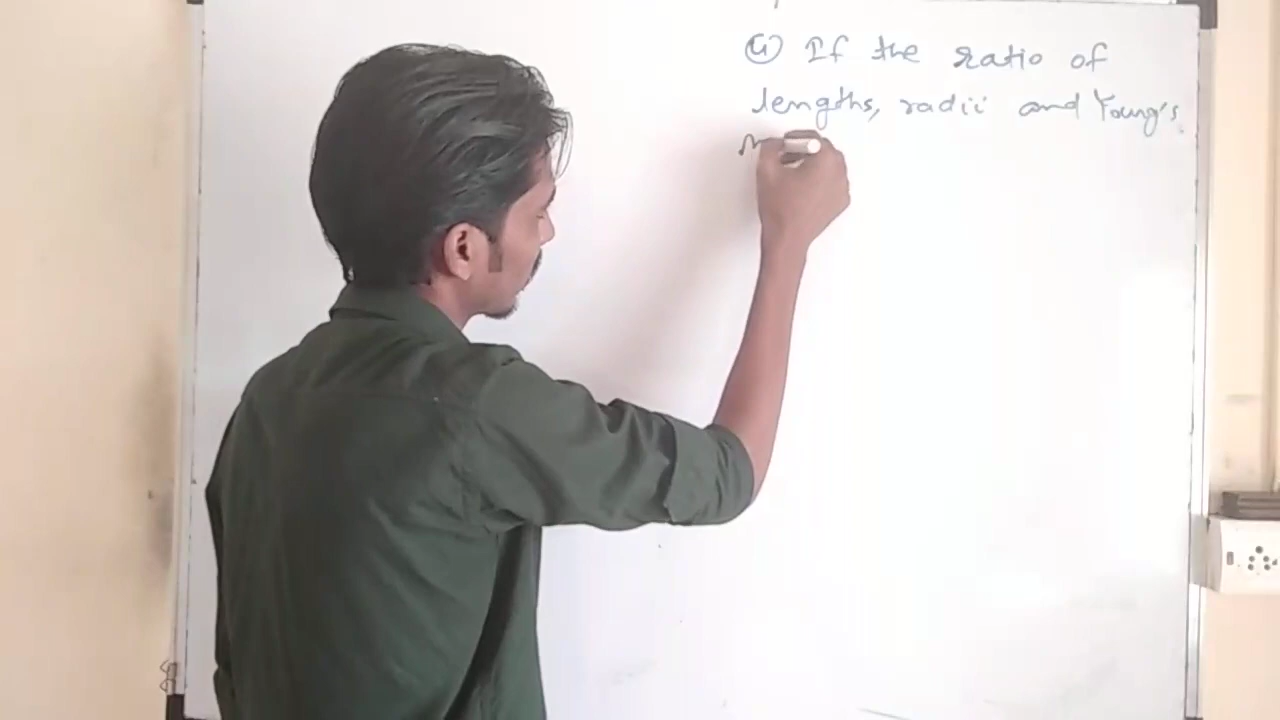 ④ If the ratio of
lengths, radii and Young's